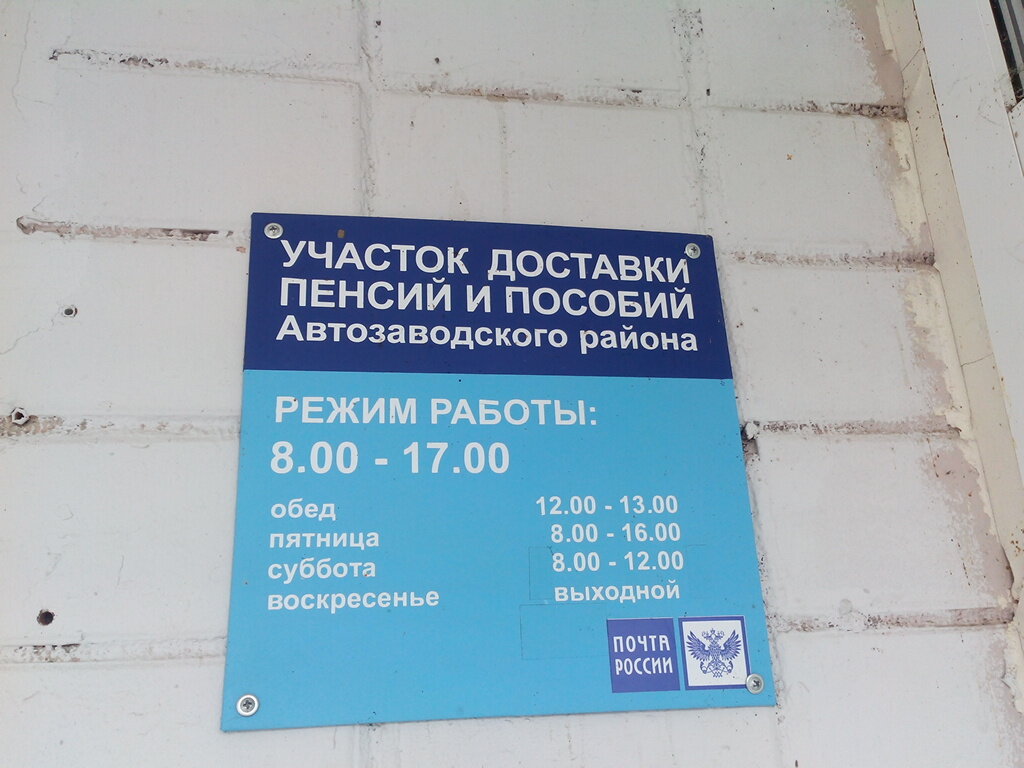 УЧАСТОК ДОСТАВКИ
ПЕНСИЙ И ПОСОБИЙ
Автозаводского района
РЕЖИМ РАБОТЫ:
8.00 - 17.00
обед 12.00 - 13.00
пятница 8.00 - 16.00
суббота 8.00 - 12.00
воскресенье выходной
ПОЧТА
РОССИИ